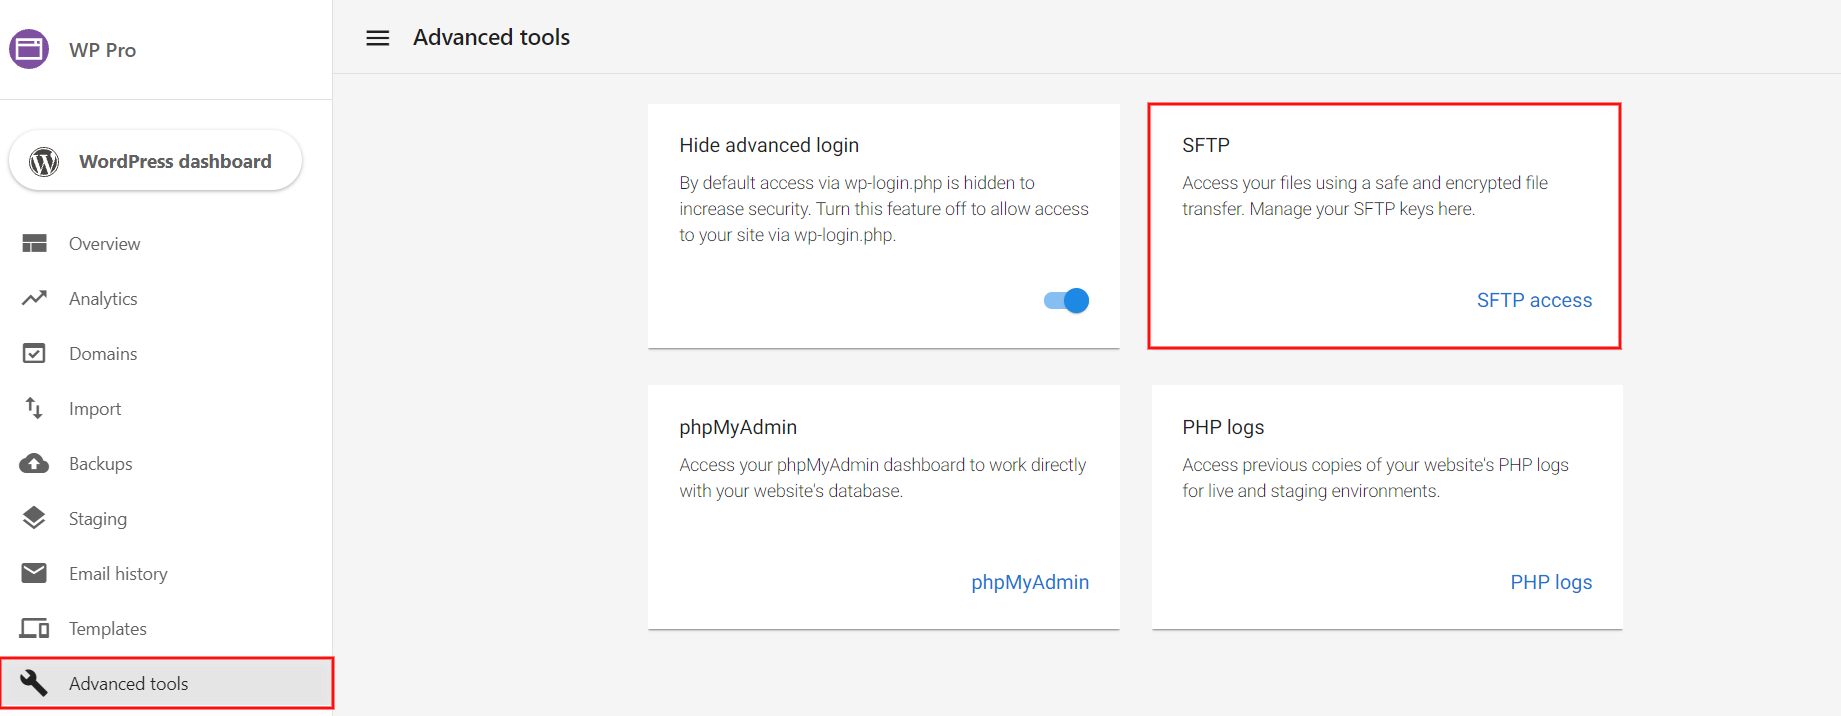 WP Pro
WordPress dashboard
Overview
Analytics
Domains
Import
Backups
Staging
Email history
Templates
Advanced tools
Advanced tools
Hide advanced login
By default access via wp-login.php is hidden to
increase security. Turn this feature off to allow access
to your site via wp-login.php.
SFTP
Access your files using a safe and encrypted file
transfer. Manage your SFTP keys here.
SFTP access
phpMyAdmin
Access your phpMyAdmin dashboard to work directly
with your website's database.
phpMyAdmin
PHP logs
Access previous copies of your website's PHP logs
for live and staging environments.
PHP logs